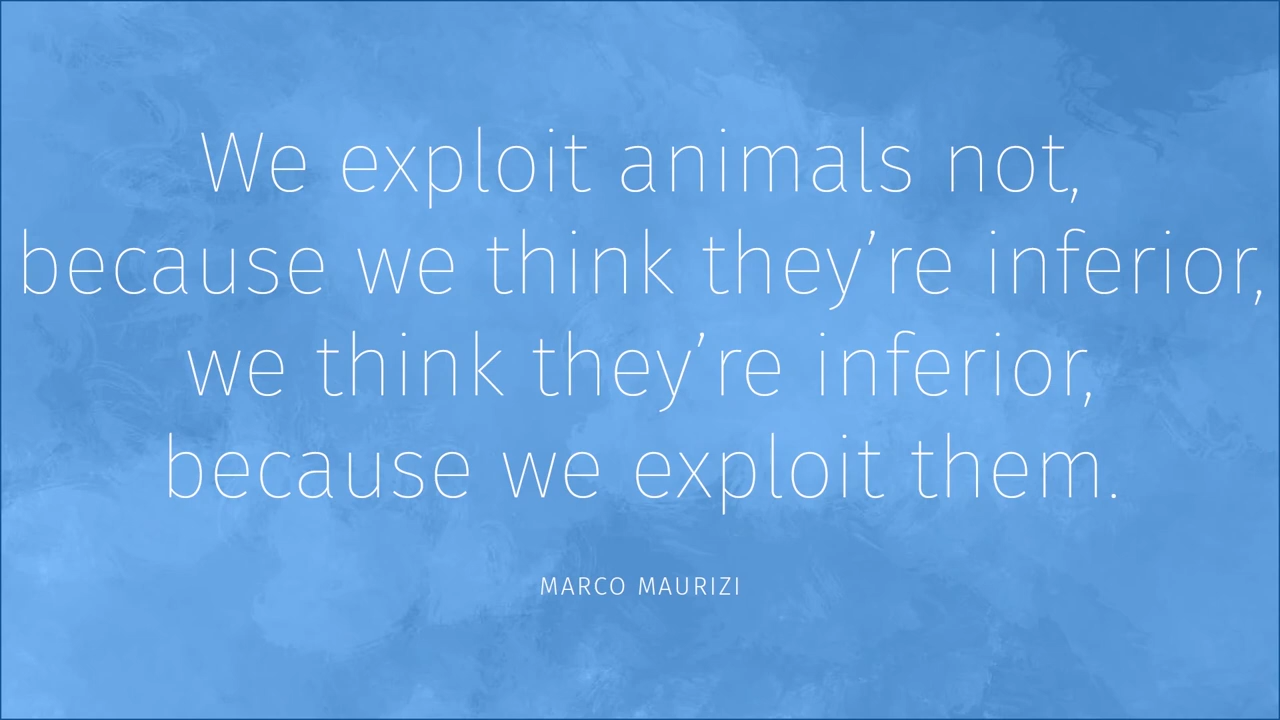 We exploit animals not,
because we think they’re inferior,
we think they’re inferior,
because we exploit them.
MARCO MAURIZI